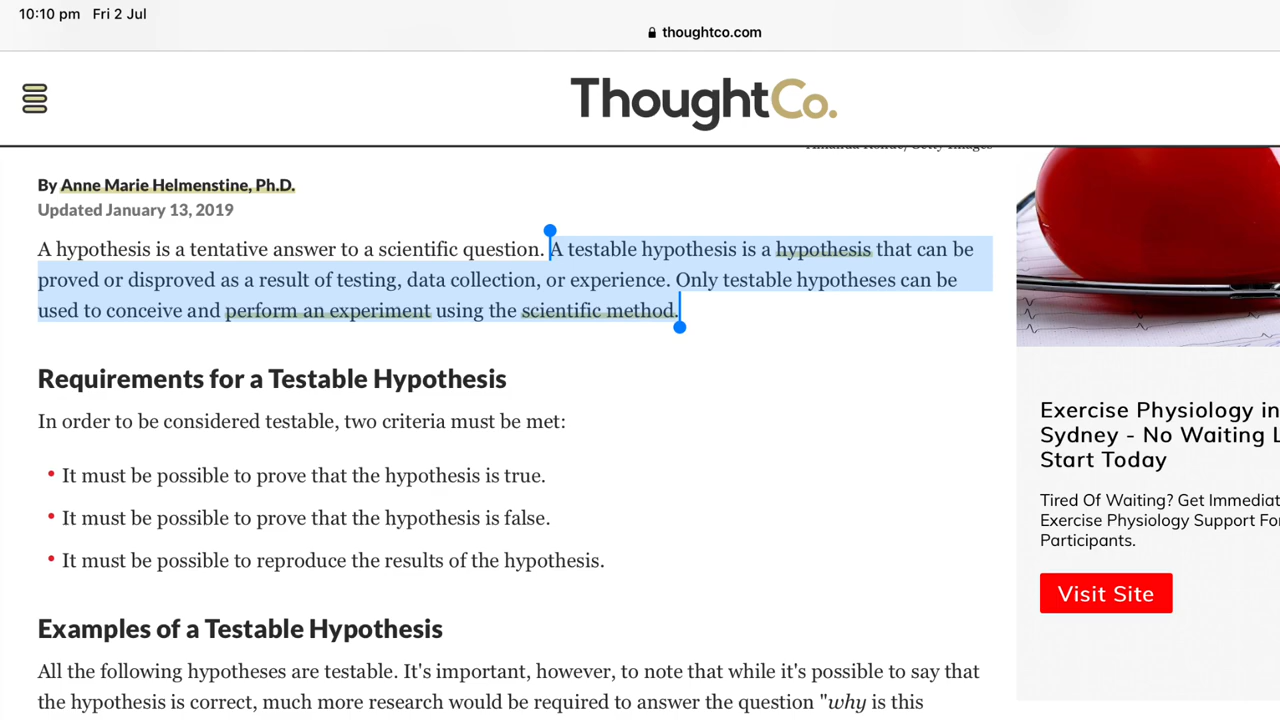 10:10 pm Fri 2 Jul
thoughtco.com
ThoughtCo.
By Anne Marie Helmenstine, Ph.D.
Updated January 13, 2019
A hypothesis is a tentative answer to a scientific question. A testable hypothesis is a hypothesis that can be
proved or disproved as a result of testing, data collection, or experience. Only testable hypotheses can be
used to conceive and perform an experiment using the scientific method.
Requirements for a Testable Hypothesis
In order to be considered testable, two criteria must be met:
• It must be possible to prove that the hypothesis is true.
• It must be possible to prove that the hypothesis is false.
• It must be possible to reproduce the results of the hypothesis.
Examples of a Testable Hypothesis
All the following hypotheses are testable. It's important, however, to note that while it's possible to say that
the hypothesis is correct, much more research would be required to answer the question "why is this
Exercise Physiology in
Sydney - No Waiting
Start Today
Tired Of Waiting? Get
Exercise Physiology Support
Participants.
Visit Site